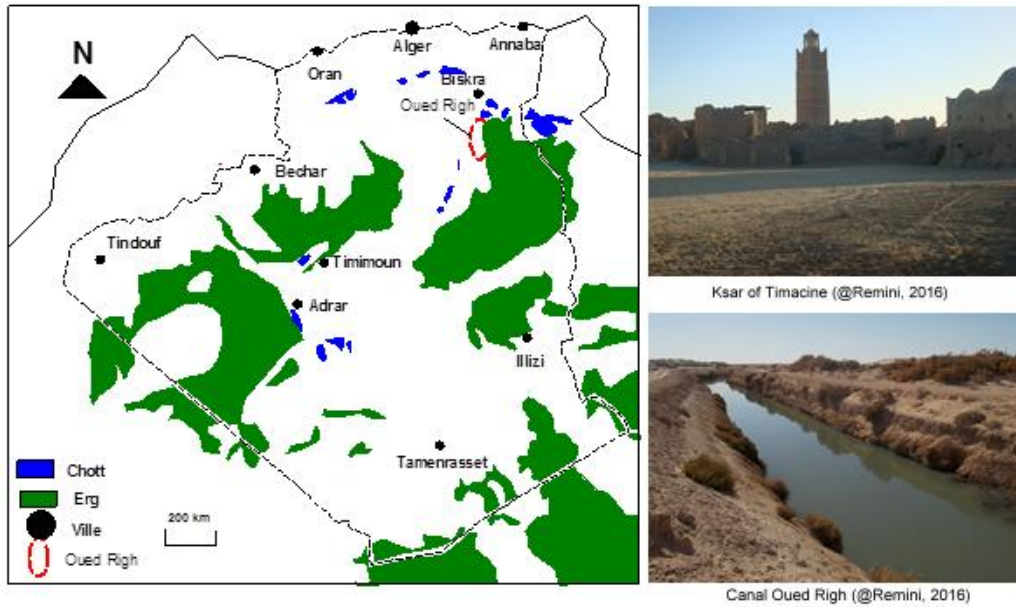 N
Alger
Annaba
Oran
Biskra
Oued Righ
Bechar
Tindouf
Timimoun
Adrar
Illizi
Tamenrasset
Chott
Erg
Ville
Oued Righ
200 km
Ksar of Timacine (@Remini, 2016)
Canal Oued Righ (@Remini, 2016)